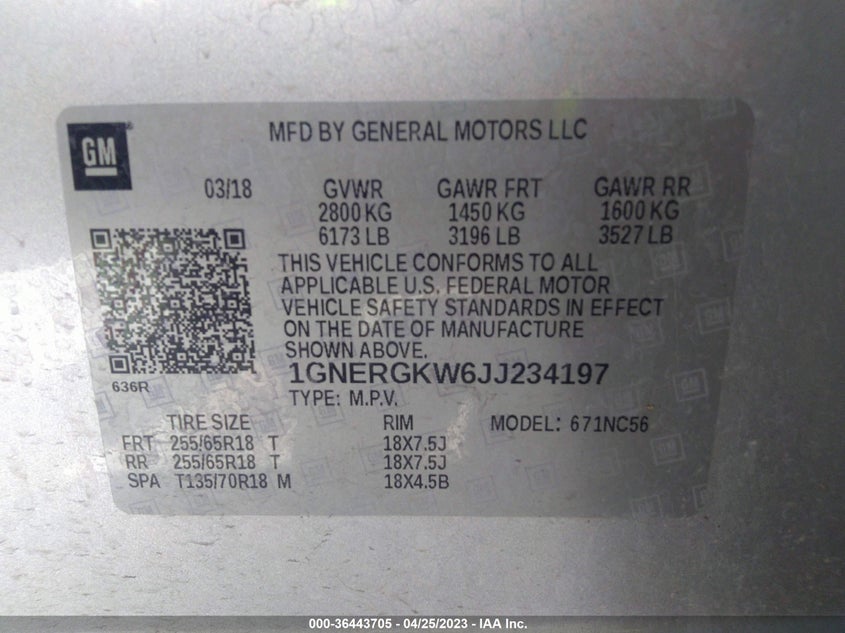 GM ®
MFD BY GENERAL MOTORS LLC
03/18 GVWR GAWR FRT GAWR RR
2800 KG 1450 KG 1600 KG
6173 LB 3196 LB 3527 LB
THIS VEHICLE CONFORMS TO ALL
APPLICABLE U.S. FEDERAL MOTOR
VEHICLE SAFETY STANDARDS IN EFFECT
ON THE DATE OF MANUFACTURE
SHOWN ABOVE.
636R
1GNERGKW6JJ234197
TYPE: M.P.V.
TIRE SIZE RIM MODEL: 671NC56
FRT 255/65R18 T 18X7.5J
RR 255/65R18 T 18X7.5J
SPA T135/70R18 M 18X4.5B
000-36443705 - 04/25/2023 - IAA Inc.